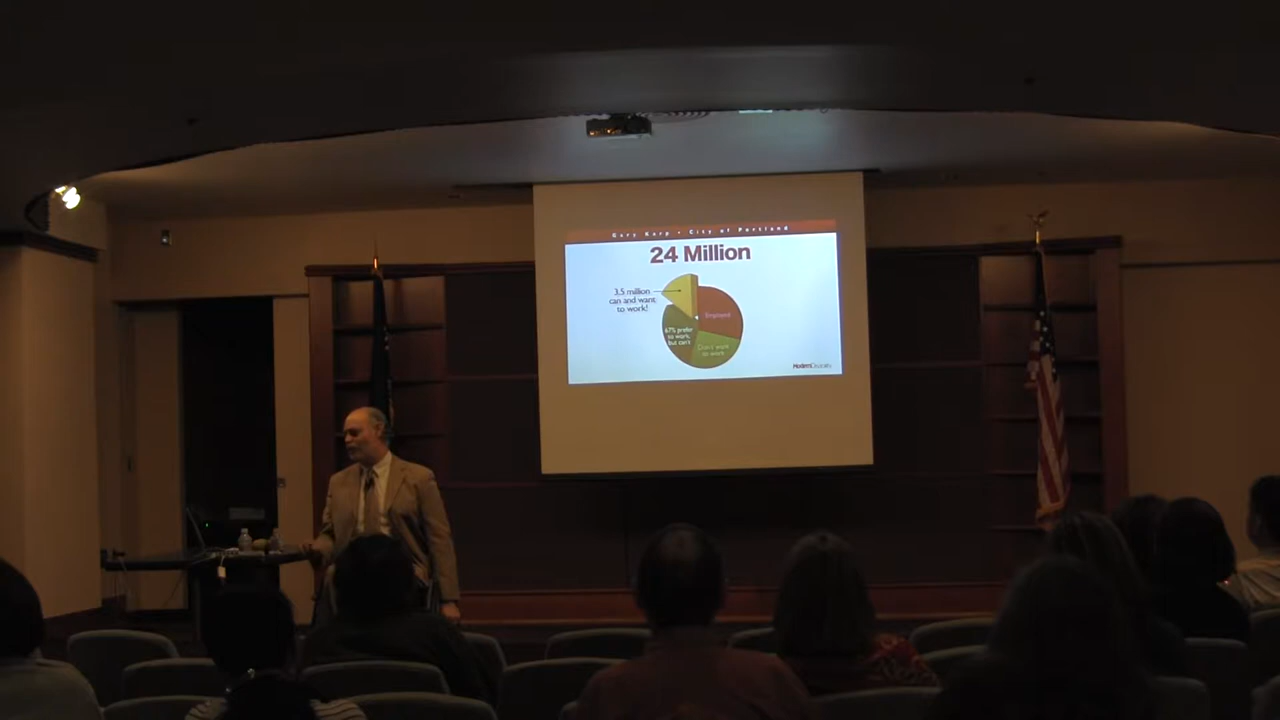 Gary Karp - City of Portland
24 Million
3.5 million
can and want
to work!
Employed
67% prefer
to work,
but can't
Don't want
to work